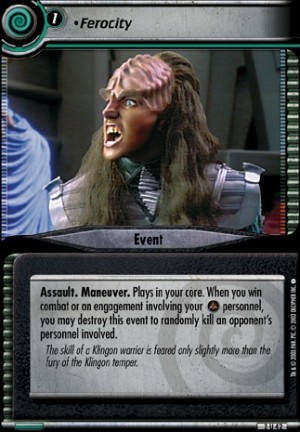 1
•Ferocity
Event
Assault. Maneuver. Plays in your core. When you win
combat or an engagement involving your personnel,
you may destroy this event to randomly kill an opponent's
personnel involved.
The skill of a Klingon warrior is feared only slightly more than the
fury of the Klingon temper.
2 U 42